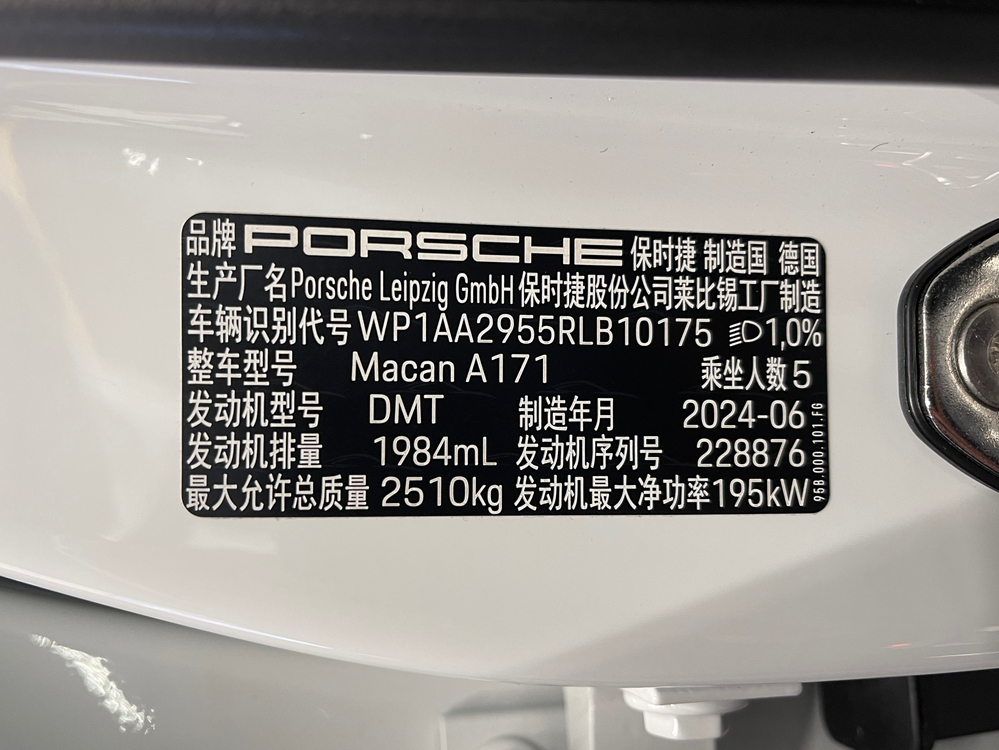 品牌 PORSCHE 保时捷 制造国 德国
生产厂名Porsche Leipzig GmbH 保时捷股份公司莱比锡工厂制造
车辆识别代号 WP1AA2955RLB10175 1,0%
整车型号 Macan A171 乘坐人数 5
发动机型号 DMT 制造年月 2024-06
发动机排量 1984mL 发动机序列号 228876
最大允许总质量 2510kg 发动机最大净功率195kW
95B.000.101.FG